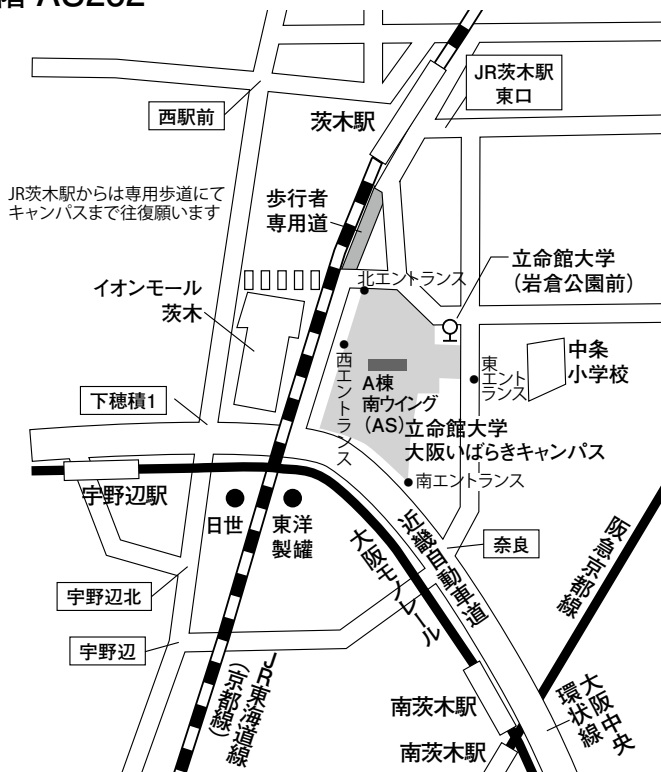 階 AS262
JR茨木駅
東口
西駅前
茨木駅
JR茨木駅からは専用歩道にて
キャンパスまで往復願います
歩行者
専用道
北エントランス
立命館大学
（岩倉公園前）
イオンモール
茨木
西エントランス
A棟
南ウイング
（AS）
東
エント
ランス
中条
小学校
下穂積1
立命館大学
大阪いばらきキャンパス
南エントランス
宇野辺駅
日世
東洋
製罐
大阪モノレール
近畿自動車道
奈良
阪急京都線
宇野辺北
宇野辺
JR東海道線
（京都線）
南茨木駅
大阪中央
環状線
南茨木駅